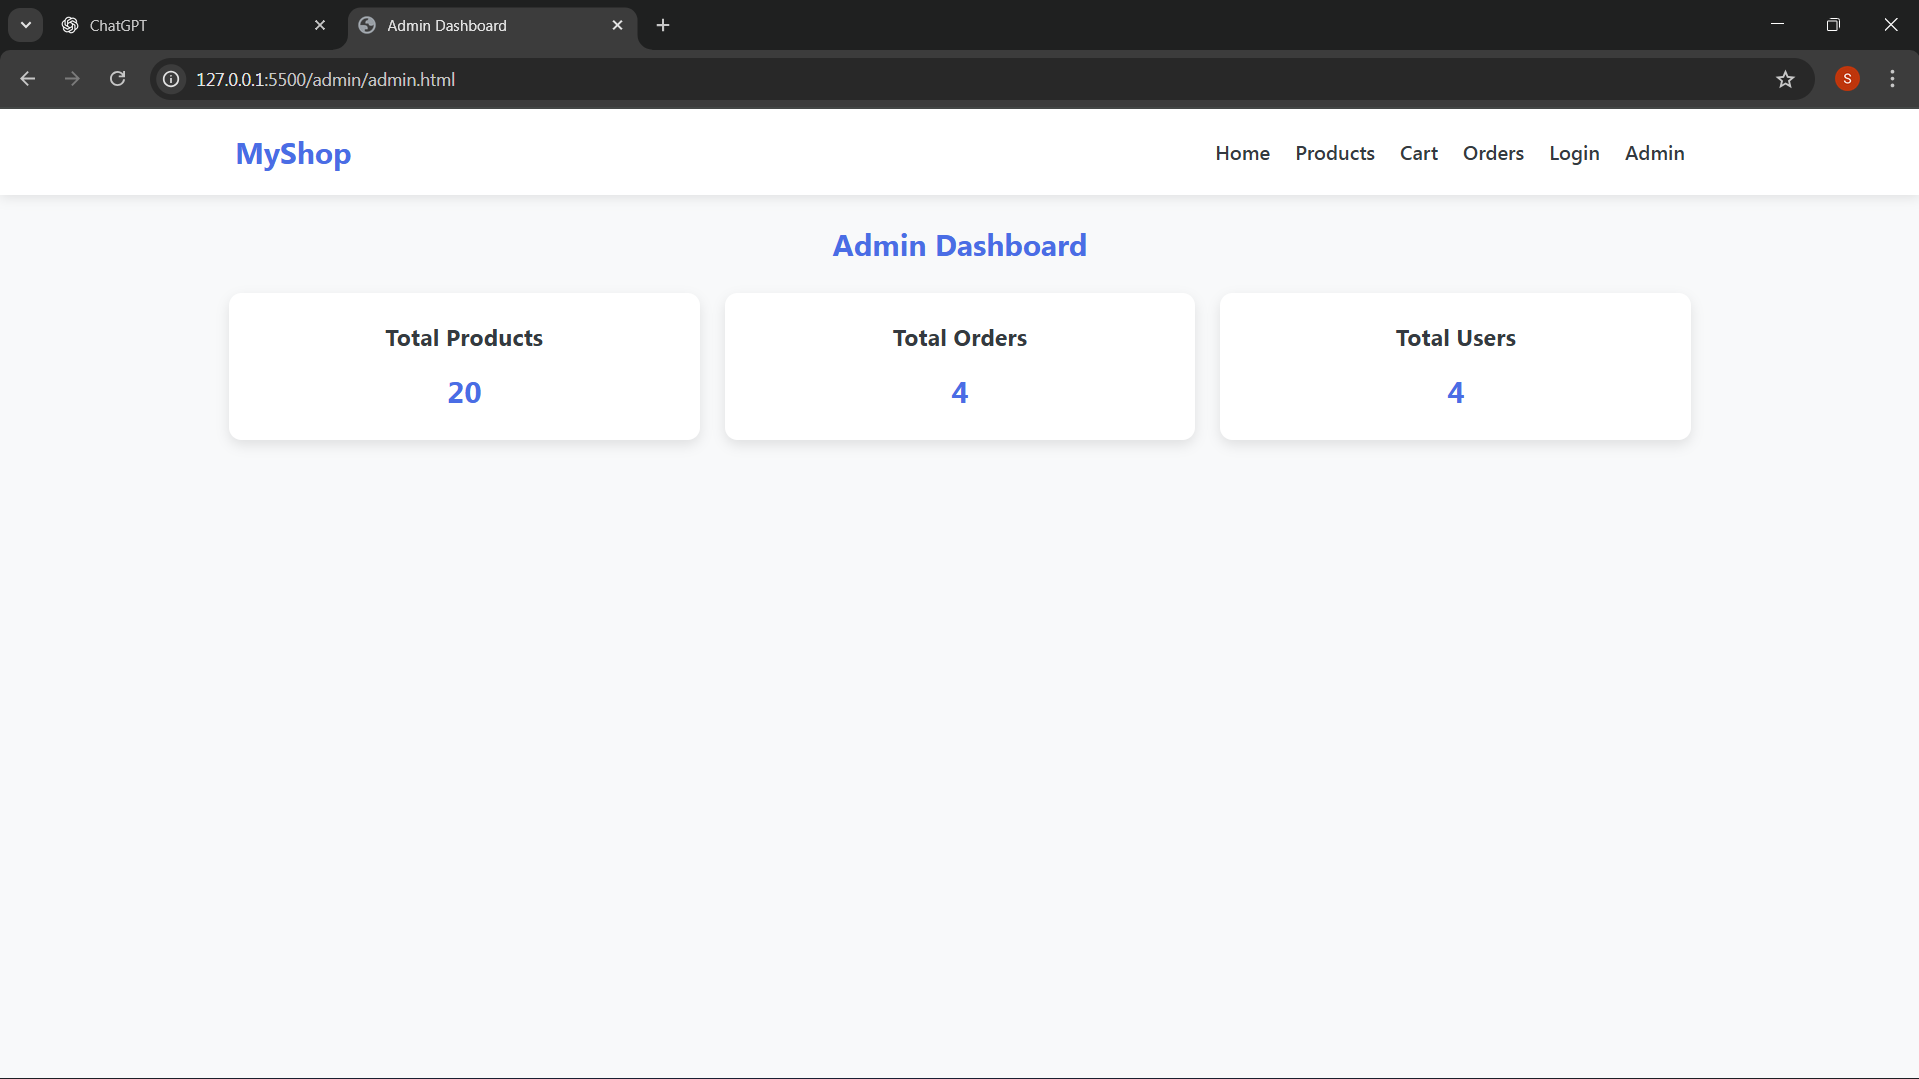 ChatGPT
Admin Dashboard
127.0.0.1:5500/admin/admin.html
S
MyShop
Home Products Cart Orders Login Admin
Admin Dashboard
Total Products
20
Total Orders
4
Total Users
4